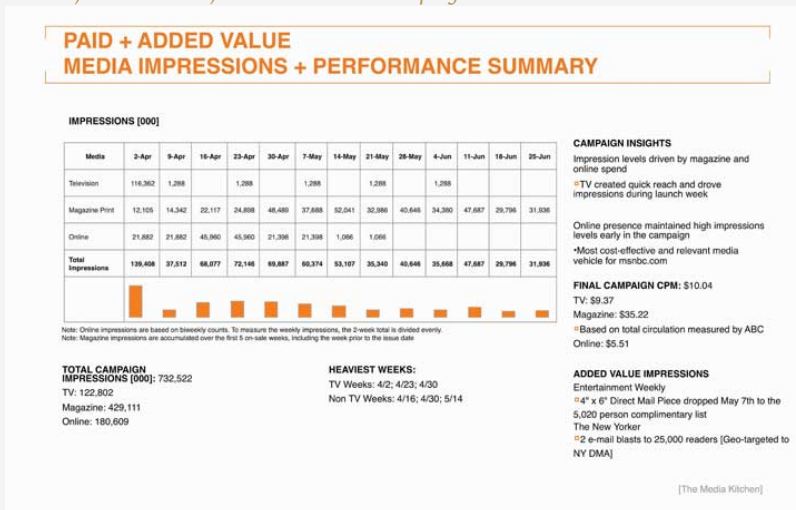 PAID + ADDED VALUE
MEDIA IMPRESSIONS + PERFORMANCE SUMMARY
IMPRESSIONS [000]
Media 2-Apr 9-Apr 16-Apr 23-Apr 30-Apr 7-May 14-May 21-May 28-May 4-Jun 11-Jun 18-Jun 25-Jun
Television 116,362 1,288 1,288 1,288 1,288 1,288
Magazine Print 12,105 14,342 22,117 24,898 48,489 37,688 52,041 32,986 40,646 34,380 47,687 29,796 31,936
Online 21,882 21,882 45,960 45,960 21,398 21,398 1,066 1,066
Total
Impressions 139,408 37,512 68,077 72,146 69,887 60,374 53,107 35,340 40,646 35,668 47,687 29,796 31,936
Note: Online impressions are based on biweekly counts. To measure the weekly impressions, the 2-week total is divided evenly.
Note: Magazine impressions are accumulated over the first 5 on-sale weeks, including the week prior to the issue date
TOTAL CAMPAIGN
IMPRESSIONS [000]: 732,522
TV: 122,802
Magazine: 429,111
Online: 180,609
HEAVIEST WEEKS:
TV Weeks: 4/2; 4/23; 4/30
Non TV Weeks: 4/16; 4/30; 5/14
CAMPAIGN INSIGHTS
Impression levels driven by magazine and
online spend
TV created quick reach and drove
impressions during launch week
Online presence maintained high impressions
levels early in the campaign
•Most cost-effective and relevant media
vehicle for msnbc.com
FINAL CAMPAIGN CPM: $10.04
TV: $9.37
Magazine: $35.22
Based on total circulation measured by ABC
Online: $5.51
ADDED VALUE IMPRESSIONS
Entertainment Weekly
4" x 6" Direct Mail Piece dropped May 7th to the
5,020 person complimentary list
The New Yorker
2 e-mail blasts to 25,000 readers [Geo-targeted to
NY DMA]
[The Media Kitchen]